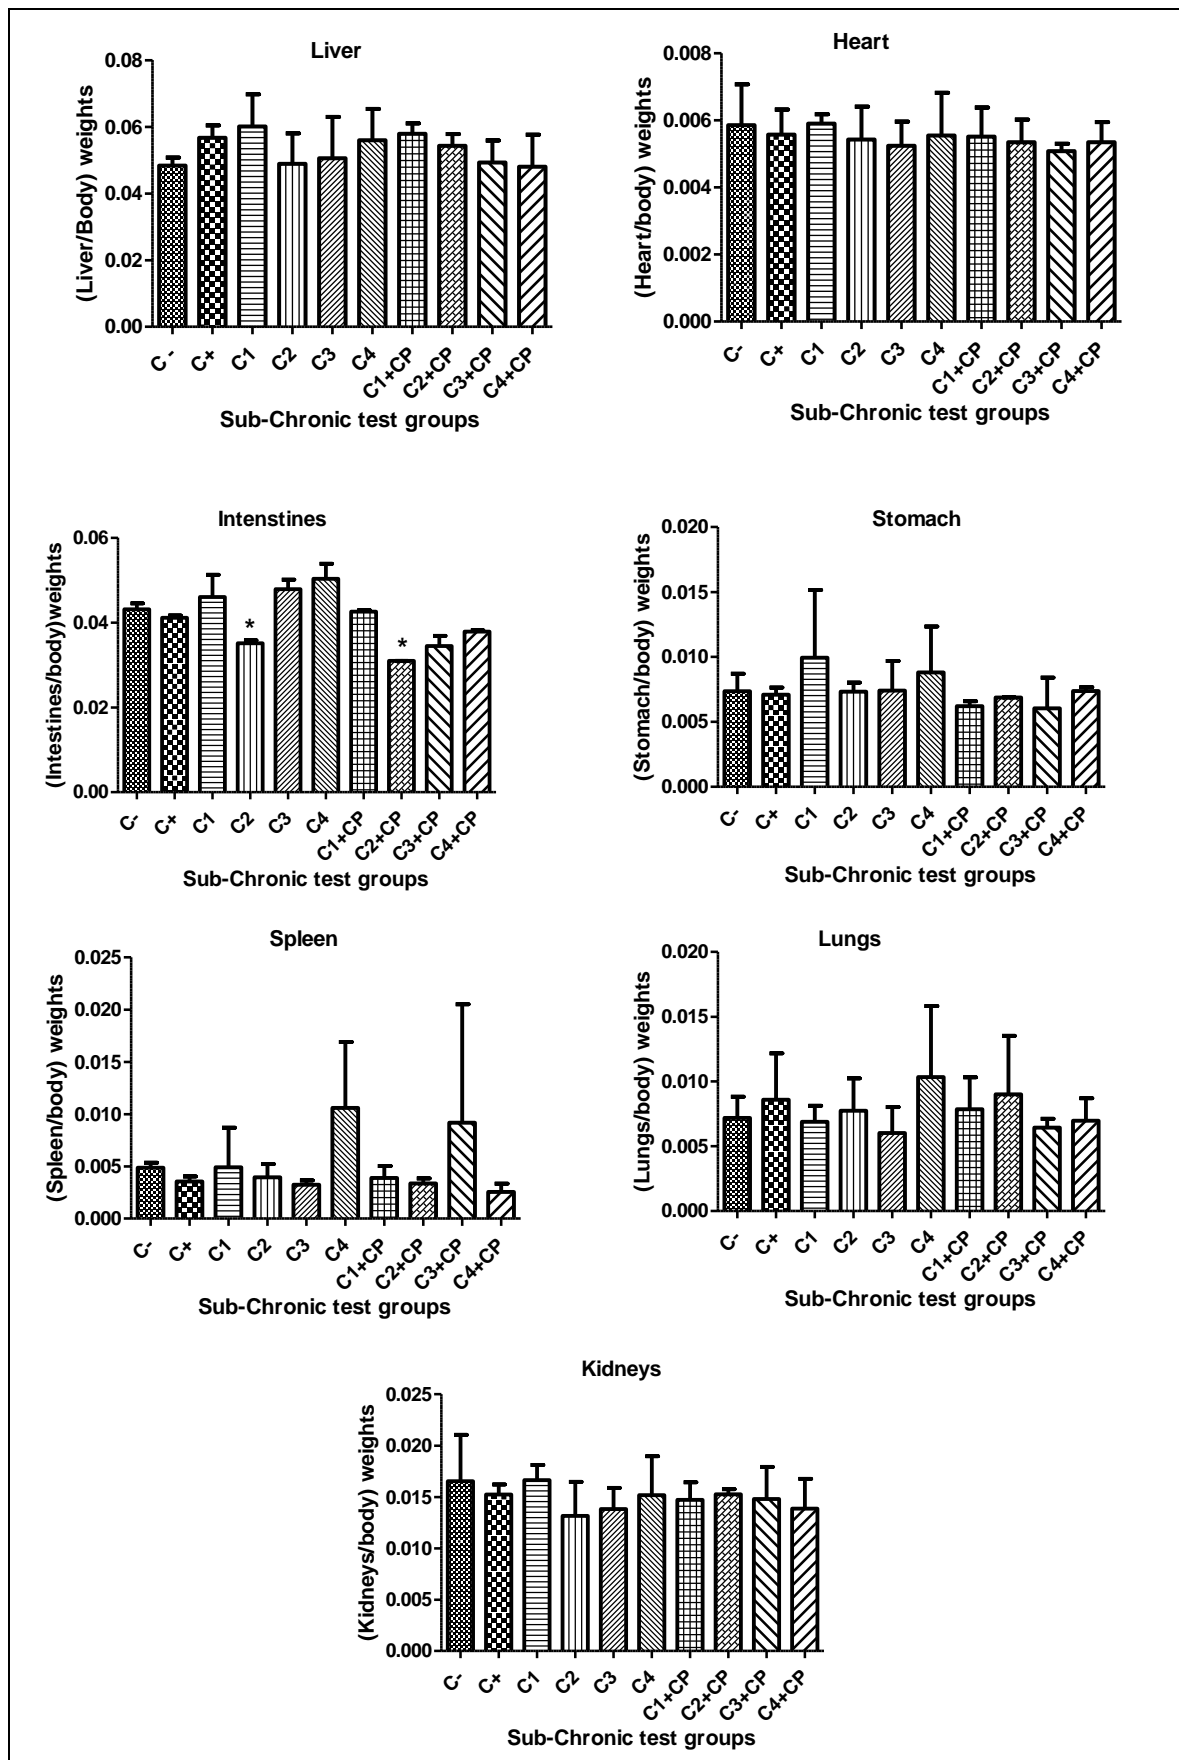 Liver
(Liver/Body) weights
0.08
0.06
0.04
0.02
0.00
C -
C+
C1
C2
C3
C4
C1+CP
C2+CP
C3+CP
C4+CP
Sub-Chronic test groups
Heart
(Heart/body) weights
0.008
0.006
0.004
0.002
0.000
C-
C+
C1
C2
C3
C4
C1+CP
C2+CP
C3+CP
C4+CP
Sub-Chronic test groups
Intenstines
(Intestines/body)weights
0.06
0.04
0.02
0.00
*
*
C-
C+
C1
C2
C3
C4
C1+CP
C2+CP
C3+CP
C4+CP
Sub-Chronic test groups
Stomach
(Stomach/body) weights
0.020
0.015
0.010
0.005
0.000
C-
C+
C1
C2
C3
C4
C1+CP
C2+CP
C3+CP
C4+CP
Sub-Chronic test groups
Spleen
(Spleen/body) weights
0.025
0.020
0.015
0.010
0.005
0.000
C-
C+
C1
C2
C3
C4
C1+CP
C2+CP
C3+CP
C4+CP
Sub-Chronic test groups
Lungs
(Lungs/body) weights
0.020
0.015
0.010
0.005
0.000
C-
C+
C1
C2
C3
C4
C1+CP
C2+CP
C3+CP
C4+CP
Sub-Chronic test groups
Kidneys
(Kidneys/body) weights
0.025
0.020
0.015
0.010
0.005
0.000
C-
C+
C1
C2
C3
C4
C1+CP
C2+CP
C3+CP
C4+CP
Sub-Chronic test groups